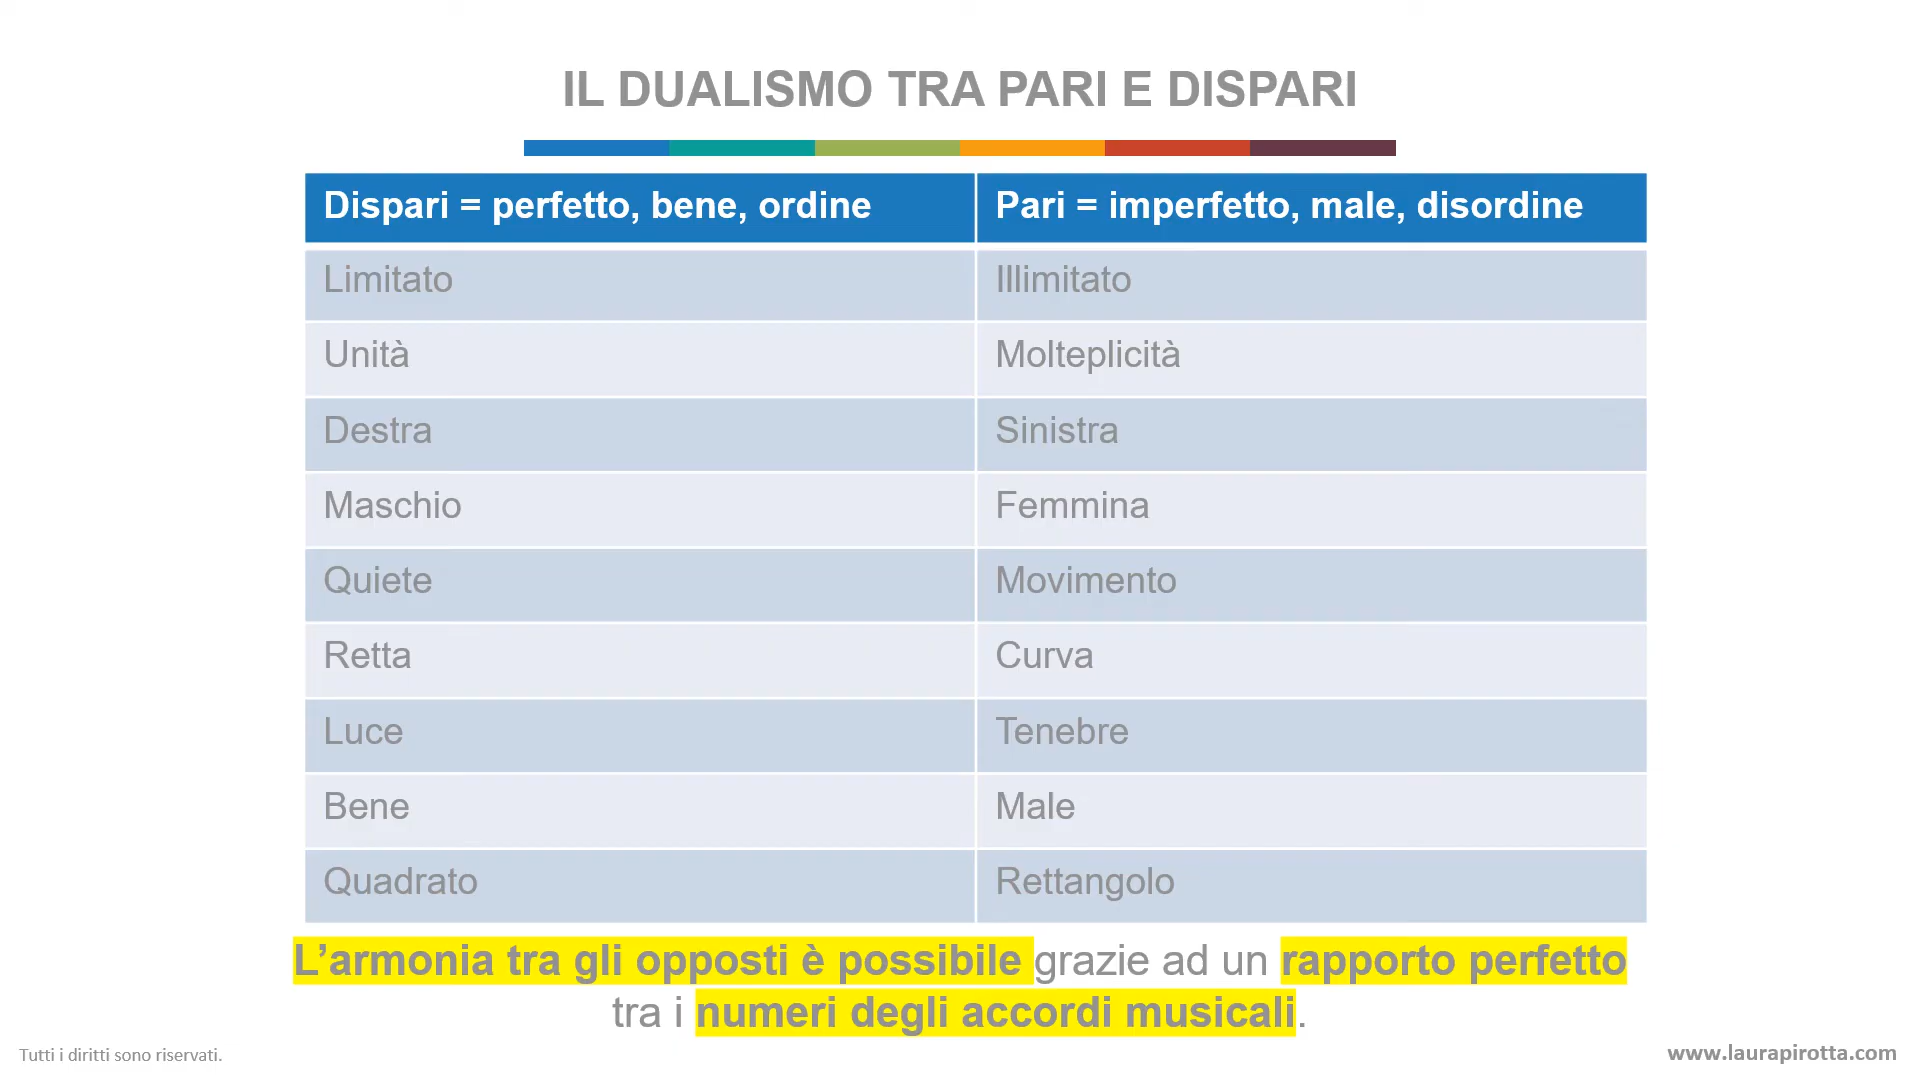 IL DUALISMO TRA PARI E DISPARI
Dispari = perfetto, bene, ordine
Pari = imperfetto, male, disordine
Limitato
Illimitato
Unità
Molteplicità
Destra
Sinistra
Maschio
Femmina
Quiete
Movimento
Retta
Curva
Luce
Tenebre
Bene
Male
Quadrato
Rettangolo
L’armonia tra gli opposti è possibile grazie ad un rapporto perfetto
tra i numeri degli accordi musicali.
Tutti i diritti sono riservati.
www.laurapirotta.com